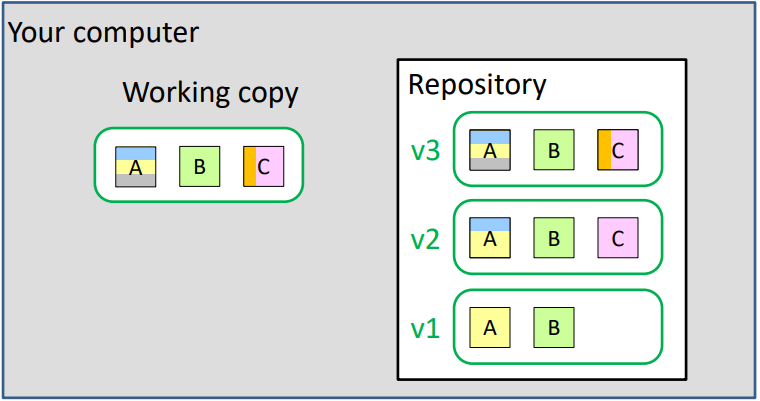 Your computer
Working copy
A B C
Repository
v3 A B C
v2 A B C
v1 A B